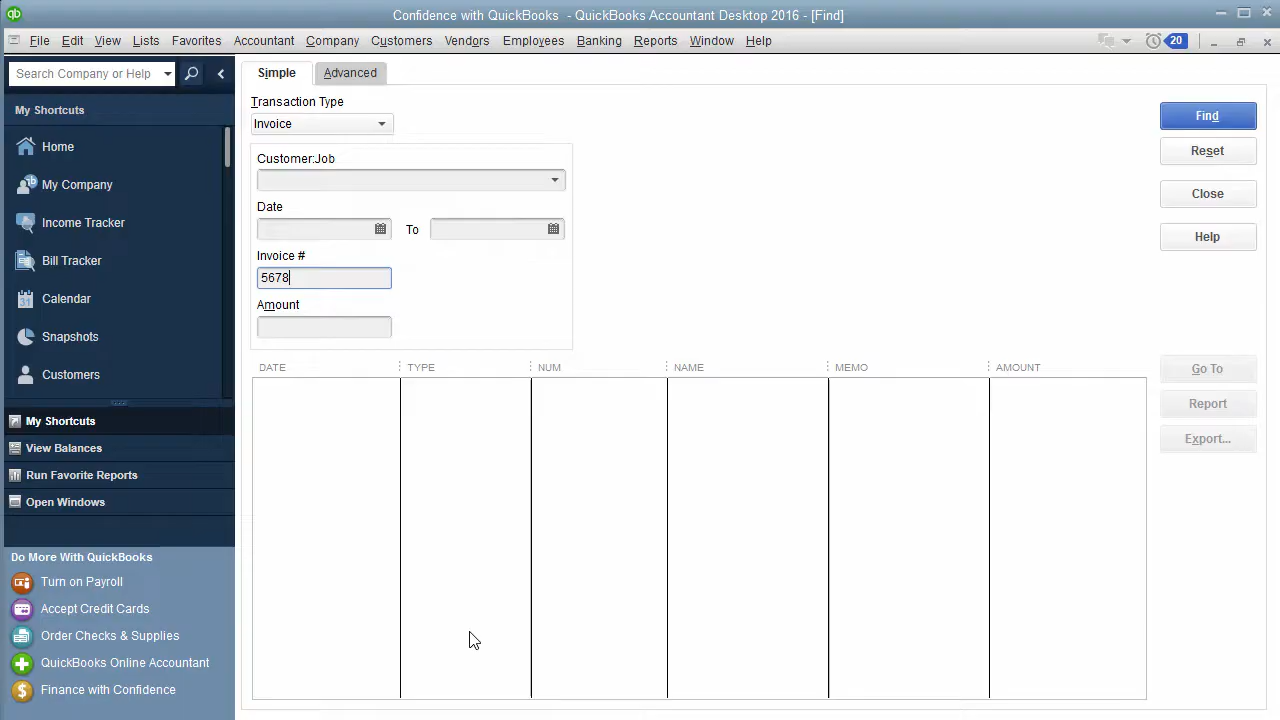 Confidence with QuickBooks - QuickBooks Accountant Desktop 2016 - [Find]
File Edit View Lists Favorites Accountant Company Customers Vendors Employees Banking Reports Window Help 20
Search Company or Help
My Shortcuts
Home
My Company
Income Tracker
Bill Tracker
Calendar
Snapshots
Customers
My Shortcuts
View Balances
Run Favorite Reports
Open Windows
Do More With QuickBooks
Turn on Payroll
Accept Credit Cards
Order Checks & Supplies
QuickBooks Online Accountant
Finance with Confidence
Simple Advanced
Transaction Type
Invoice
Customer:Job
Date
To
Invoice #
5678
Amount
Find
Reset
Close
Help
DATE TYPE NUM NAME MEMO AMOUNT
Go To
Report
Export...